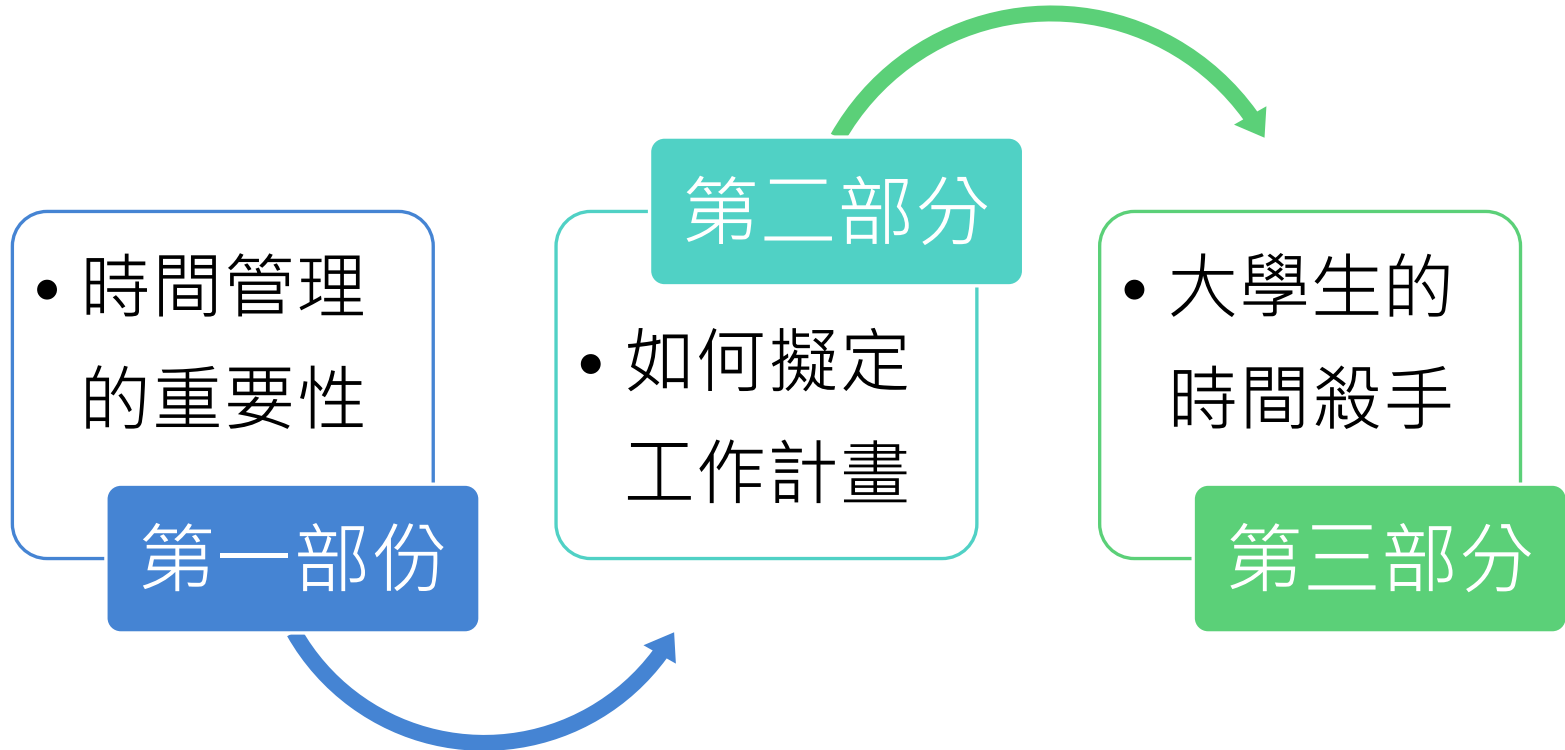 • 時間管理
的重要性
第一部份
第二部分
• 如何擬定
工作計畫
• 大學生的
時間殺手
第三部分